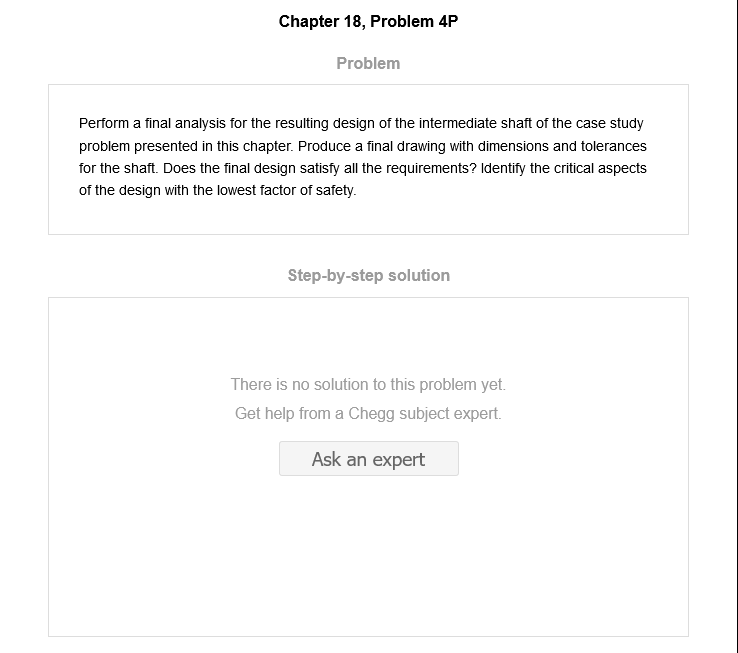 Chapter 18, Problem 4P
Problem
Perform a final analysis for the resulting design of the intermediate shaft of the case study
problem presented in this chapter. Produce a final drawing with dimensions and tolerances
for the shaft. Does the final design satisfy all the requirements? Identify the critical aspects
of the design with the lowest factor of safety.
Step-by-step solution
There is no solution to this problem yet.
Get help from a Chegg subject expert.
Ask an expert